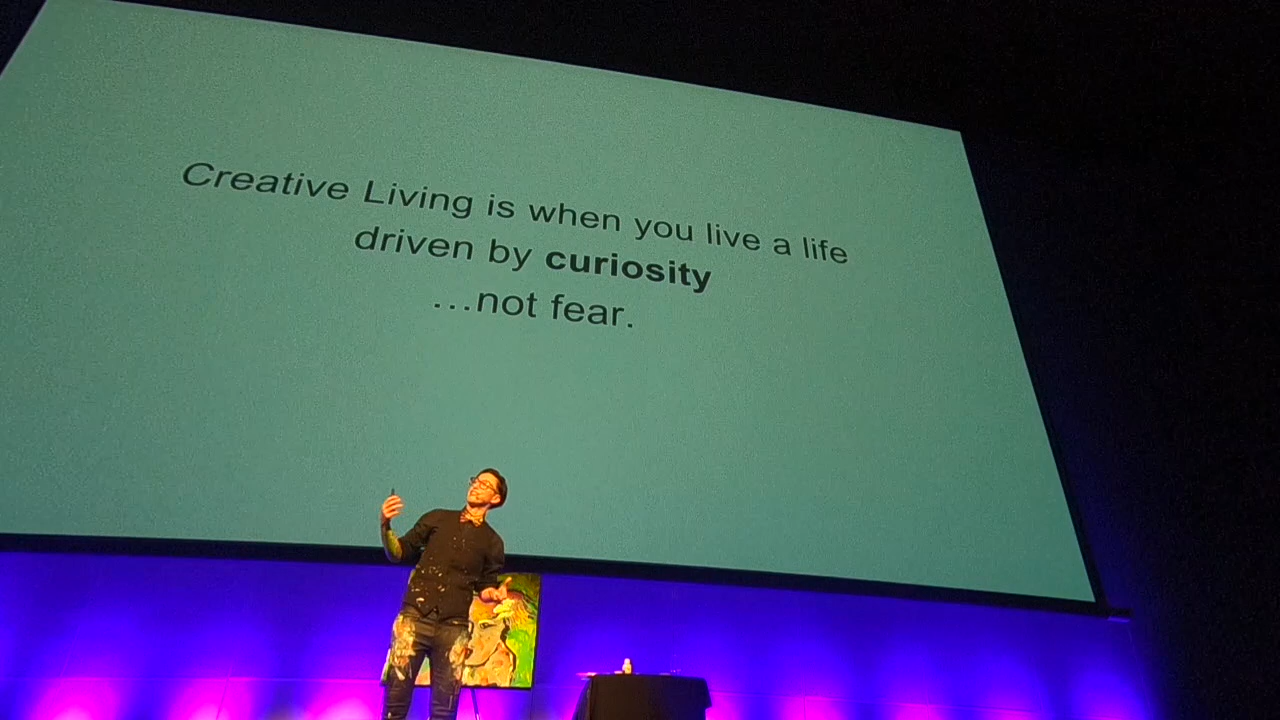 Creative Living is when you live a life
driven by curiosity
...not fear.